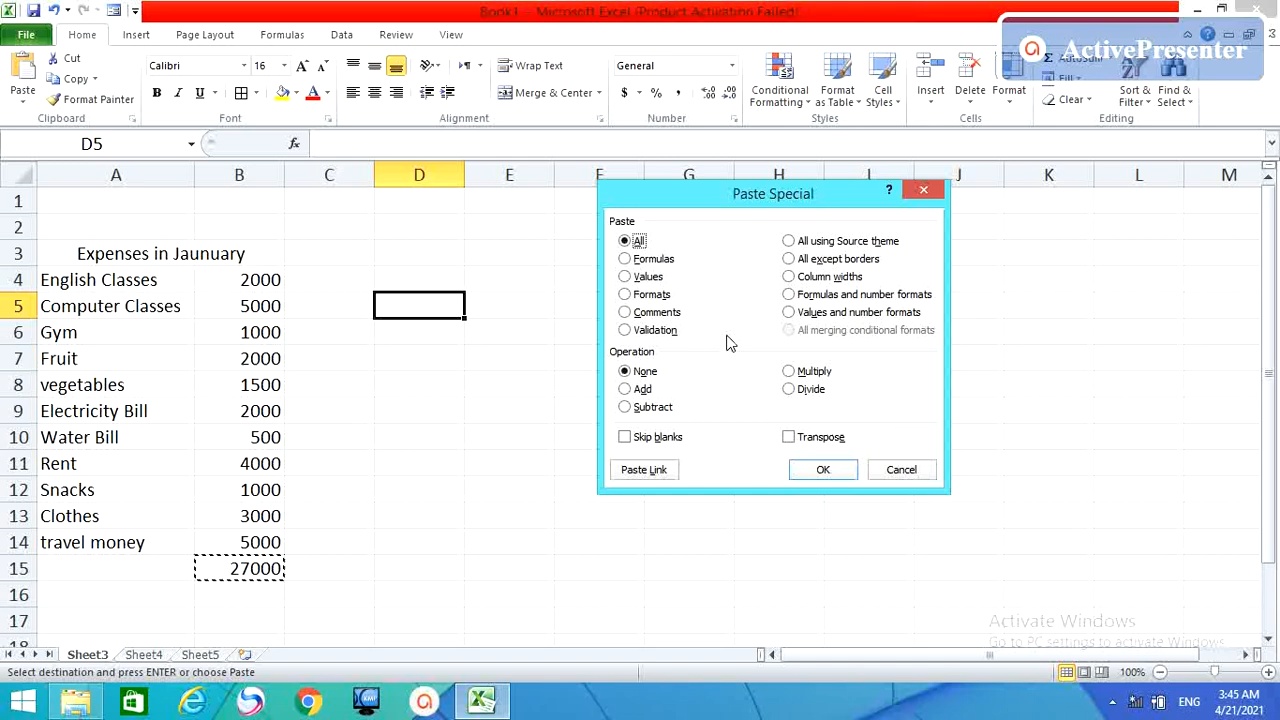 Book1 - Microsoft Excel (Product Activation Failed)
ActivePresenter
File Home Insert Page Layout Formulas Data Review View
Paste Cut Copy Format Painter
Calibri 16
B I U
Wrap Text
Merge & Center
General
$ % ,
Conditional Formatting Format as Table Cell Styles
Insert Delete Format
AutoSum Fill Clear
Sort & Filter Find & Select
Clipboard Font Alignment Number Styles Cells Editing
D5 fx
A B C D E F G H I J K L M
1
2
3 Expenses in Jaunuary
4 English Classes 2000
5 Computer Classes 5000
6 Gym 1000
7 Fruit 2000
8 vegetables 1500
9 Electricity Bill 2000
10 Water Bill 500
11 Rent 4000
12 Snacks 1000
13 Clothes 3000
14 travel money 5000
15 27000
16
17
18
Paste Special ?
Paste
All All using Source theme
Formulas All except borders
Values Column widths
Formats Formulas and number formats
Comments Values and number formats
Validation All merging conditional formats
Operation
None Multiply
Add Divide
Subtract
Skip blanks Transpose
Paste Link OK Cancel
Activate Windows
Go to PC settings to activate Windows.
Sheet3 Sheet4 Sheet5
Select destination and press ENTER or choose Paste 100%
ENG 3:45 AM
4/21/2021